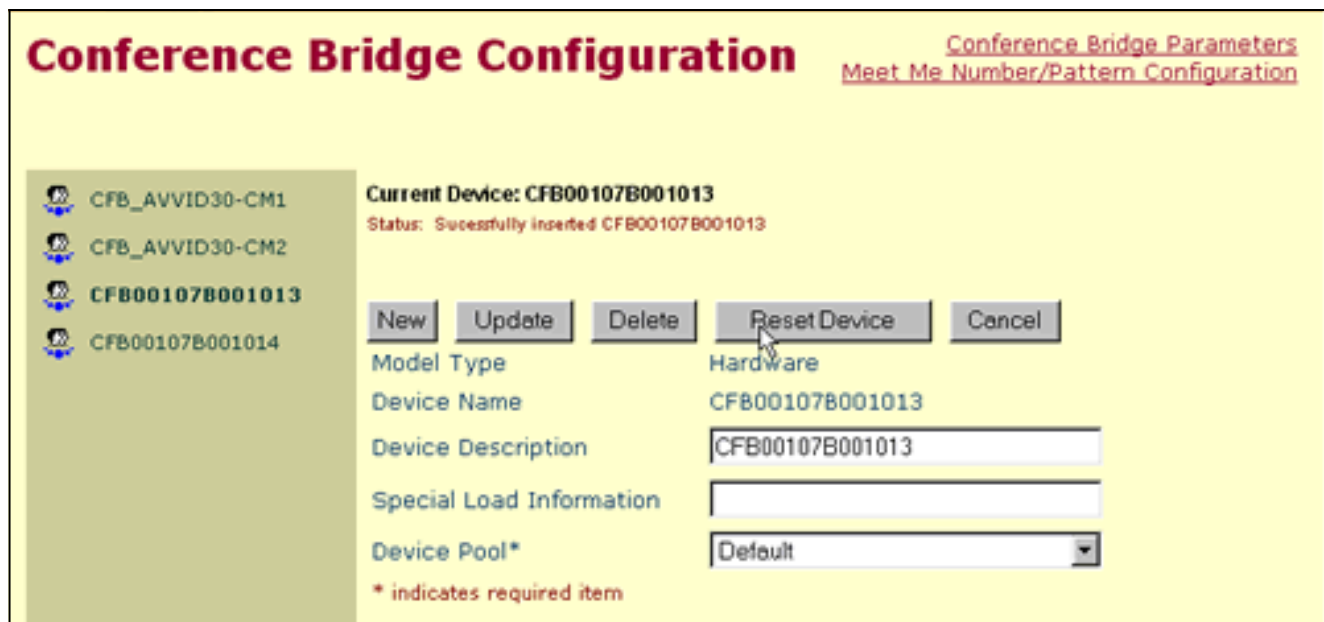 Conference Bridge Configuration
Conference Bridge Parameters
Meet Me Number/Pattern Configuration
CFB_AVVID30-CM1
CFB_AVVID30-CM2
CFB00107B001013
CFB00107B001014
Current Device: CFB00107B001013
Status: Sucessfully inserted CFB00107B001013
New Update Delete Reset Device Cancel
Model Type Hardware
Device Name CFB00107B001013
Device Description CFB00107B001013
Special Load Information
Device Pool* Default
* indicates required item